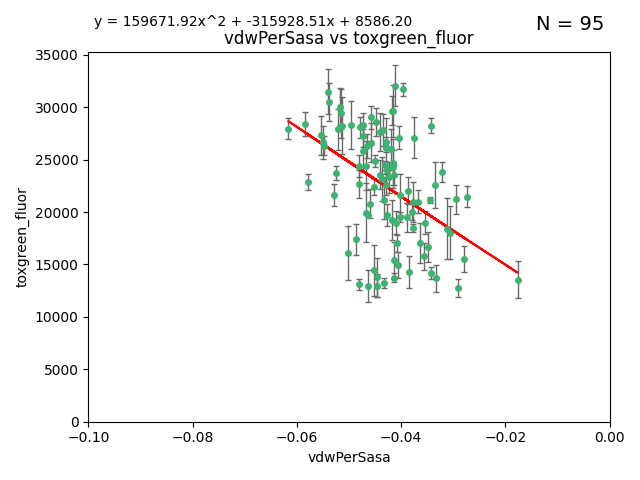 y = 159671.92x^2 + -315928.51x + 8586.20
N = 95
vdwPerSasa vs toxgreen_fluor
35000
30000
25000
20000
15000
10000
5000
0
toxgreen_fluor
−0.10 −0.08 −0.06 −0.04 −0.02 0.00
vdwPerSasa